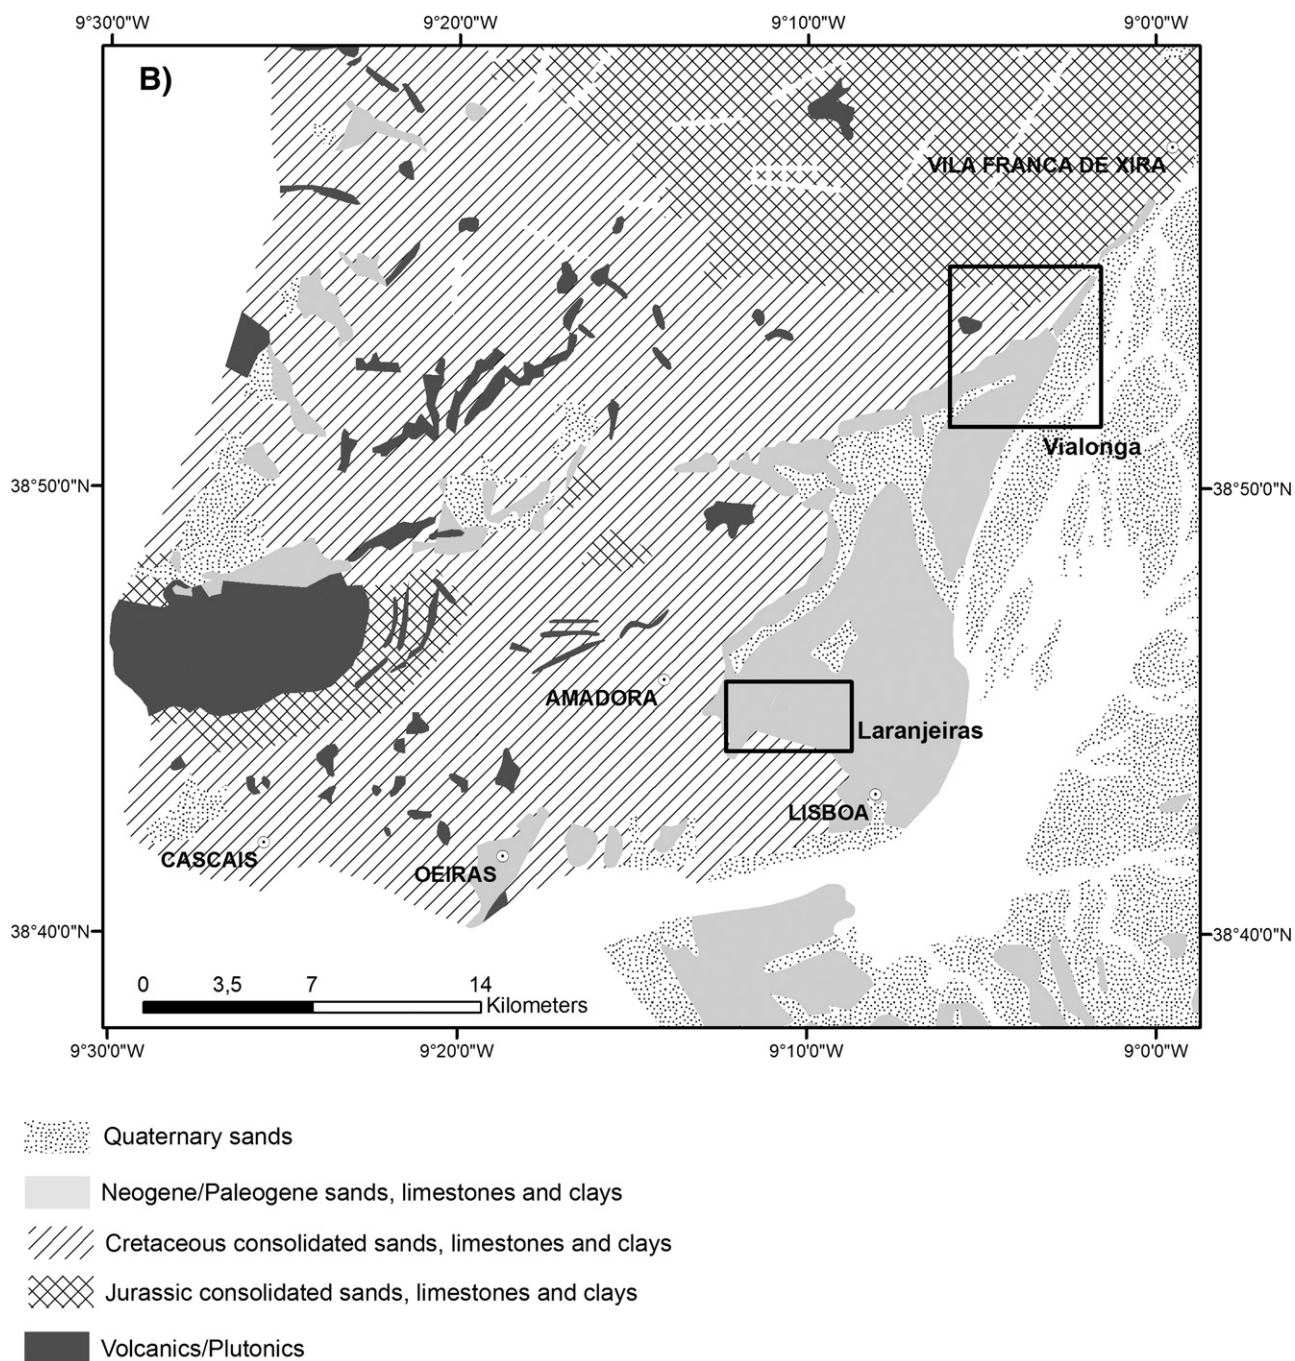 9°30'0"W 9°20'0"W 9°10'0"W 9°0'0"W
B)
VILA FRANCA DE XIRA
Vialonga
38°50'0"N 38°50'0"N
AMADORA
Laranjeiras
LISBOA
CASCAIS
OEIRAS
38°40'0"N 38°40'0"N
0 3,5 7 14
Kilometers
9°30'0"W 9°20'0"W 9°10'0"W 9°0'0"W
Quaternary sands
Neogene/Paleogene sands, limestones and clays
Cretaceous consolidated sands, limestones and clays
Jurassic consolidated sands, limestones and clays
Volcanics/Plutonics